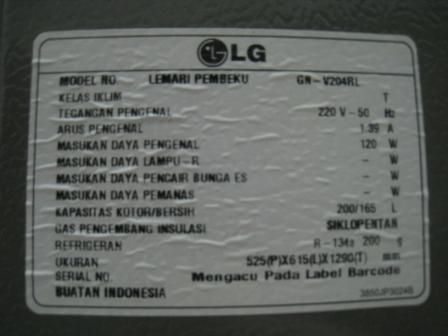 LG
MODEL NO. LEMARI PEMBEKU GN-V204RL
KELAS IKLIM T
TEGANGAN PENGENAL 220 V - 50 Hz
ARUS PENGENAL 1.39 A
MASUKAN DAYA PENGENAL 120 W
MASUKAN DAYA LAMPU-R - W
MASUKAN DAYA PENCAIR BUNGA ES - W
MASUKAN DAYA PEMANAS - W
KAPASITAS KOTOR/BERSIH 200/165 L
GAS PENGEMBANG INSULASI SIKLOPENTAN
REFRIGERAN R-134a 200 g
UKURAN 525(P)X615(L)X1290(T) mm
SERIAL NO. Mengacu Pada Label Barcode
BUATAN INDONESIA 3850JP3024B